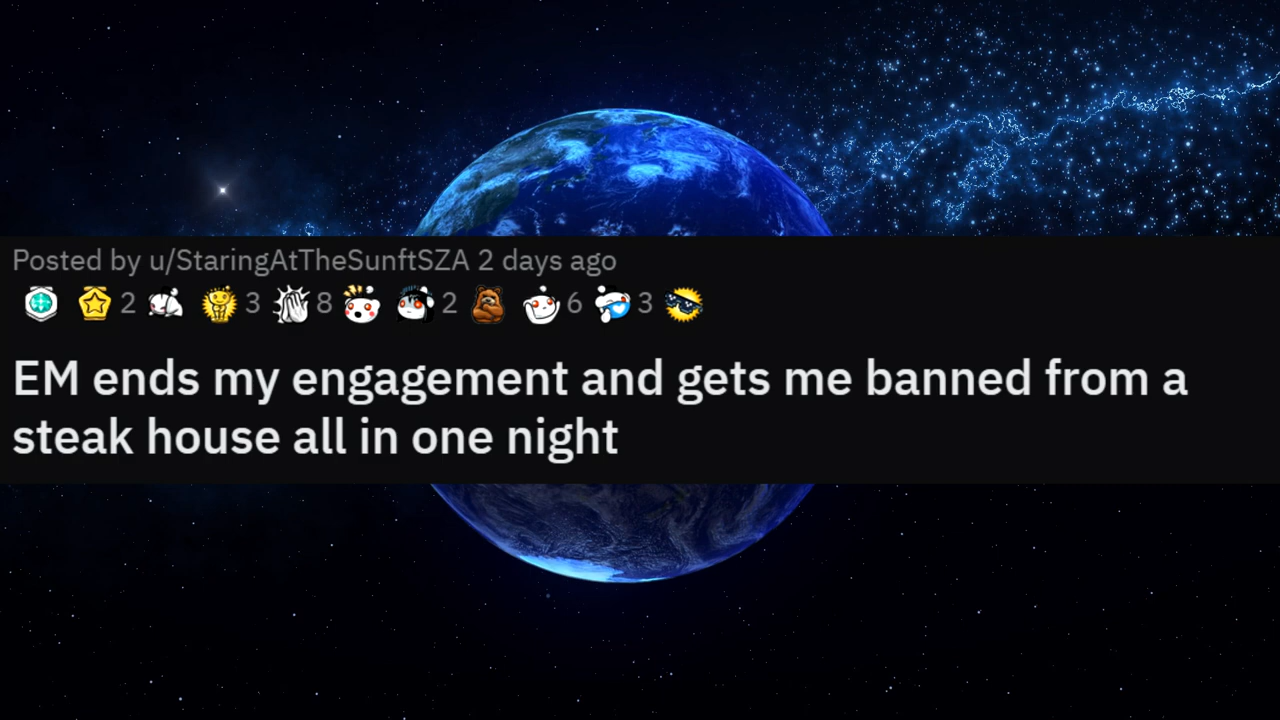 Posted by u/StaringAtTheSunftSZA 2 days ago
2 3 8 2 6 3
EM ends my engagement and gets me banned from a
steak house all in one night